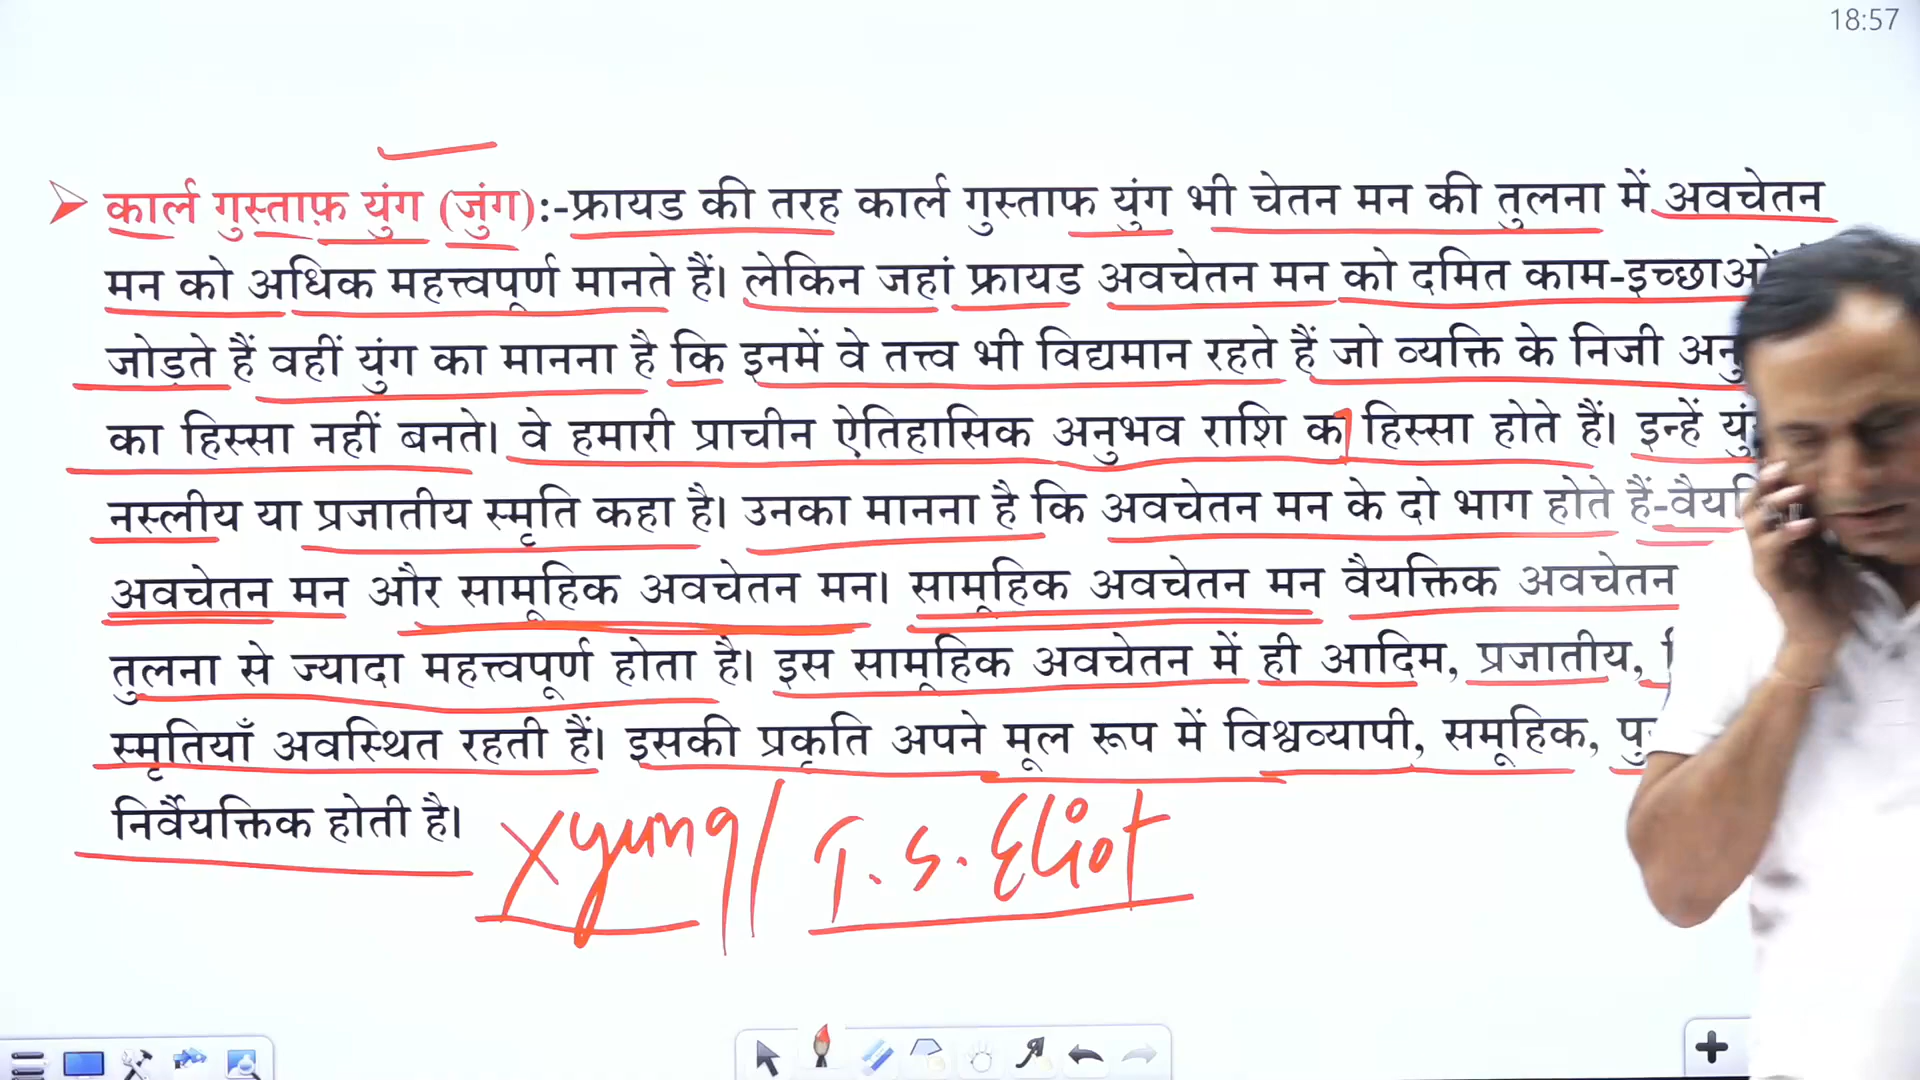 18:57
कार्ल गुस्ताफ़ युंग (जुंग):-फ्रायड की तरह कार्ल गुस्ताफ युंग भी चेतन मन की तुलना में अवचेतन
मन को अधिक महत्त्वपूर्ण मानते हैं। लेकिन जहां फ्रायड अवचेतन मन को दमित काम-इच्छाओं
जोड़ते हैं वहीं युंग का मानना है कि इनमें वे तत्त्व भी विद्यमान रहते हैं जो व्यक्ति के निजी
का हिस्सा नहीं बनते। वे हमारी प्राचीन ऐतिहासिक अनुभव राशि का हिस्सा होते हैं। इन्हें
नस्लीय या प्रजातीय स्मृति कहा है। उनका मानना है कि अवचेतन मन के दो भाग होते हैं-
अवचेतन मन और सामूहिक अवचेतन मन। सामूहिक अवचेतन मन वैयक्तिक अवचेतन
तुलना से ज्यादा महत्त्वपूर्ण होता है। इस सामूहिक अवचेतन में ही आदिम, प्रजातीय,
स्मृतियाँ अवस्थित रहती हैं। इसकी प्रकृति अपने मूल रूप में विश्वव्यापी, समूहिक,
निर्वैयक्तिक होती है।
Xyung / T. S. Eliot